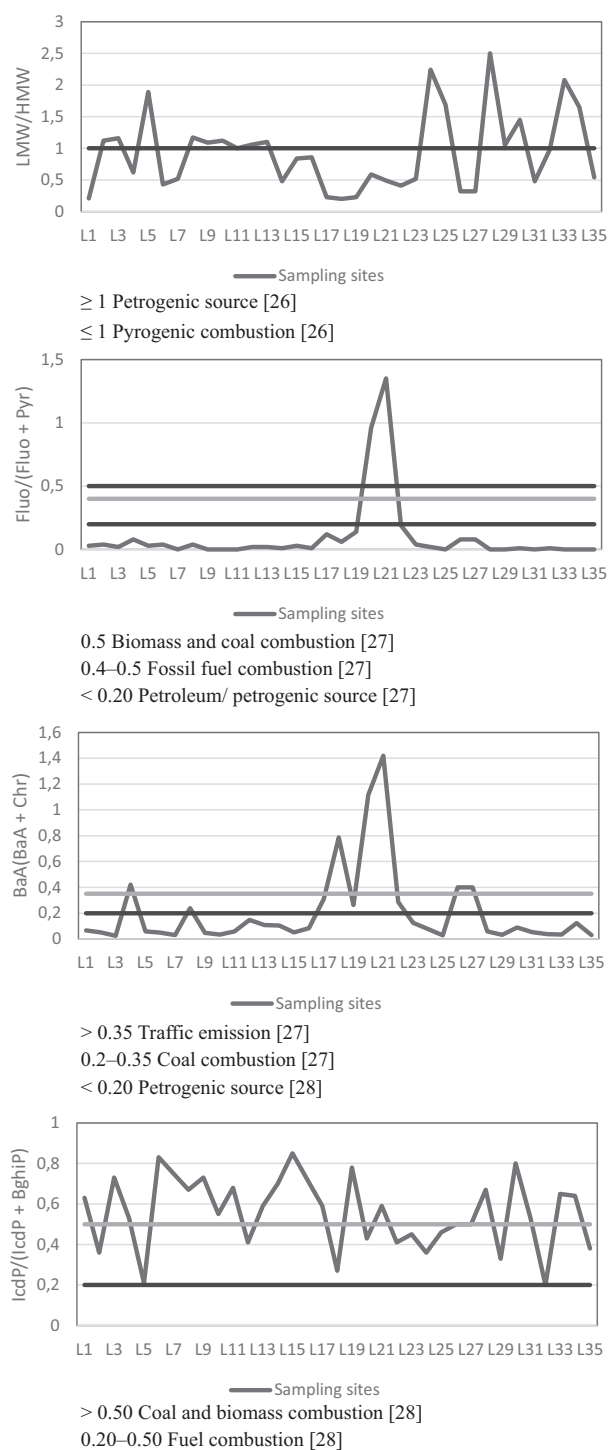 3
2,5
2
1,5
1
0,5
0
LMW/HMW
L1 L3 L5 L7 L9 L11 L13 L15 L17 L19 L21 L23 L25 L27 L29 L31 L33 L35
Sampling sites
≥ 1 Petrogenic source [26]
≤ 1 Pyrogenic combustion [26]
1,5
1
0,5
0
Fluo/(Fluo + Pyr)
L1 L3 L5 L7 L9 L11 L13 L15 L17 L19 L21 L23 L25 L27 L29 L31 L33 L35
Sampling sites
0.5 Biomass and coal combustion [27]
0.4–0.5 Fossil fuel combustion [27]
< 0.20 Petroleum/ petrogenic source [27]
1,6
1,4
1,2
1
0,8
0,6
0,4
0,2
0
BaA(BaA + Chr)
L1 L3 L5 L7 L9 L11 L13 L15 L17 L19 L21 L23 L25 L27 L29 L31 L33 L35
Sampling sites
> 0.35 Traffic emission [27]
0.2–0.35 Coal combustion [27]
< 0.20 Petrogenic source [28]
1
0,8
0,6
0,4
0,2
0
IcdP/(IcdP + BghiP)
L1 L3 L5 L7 L9 L11 L13 L15 L17 L19 L21 L23 L25 L27 L29 L31 L33 L35
Sampling sites
> 0.50 Coal and biomass combustion [28]
0.20–0.50 Fuel combustion [28]